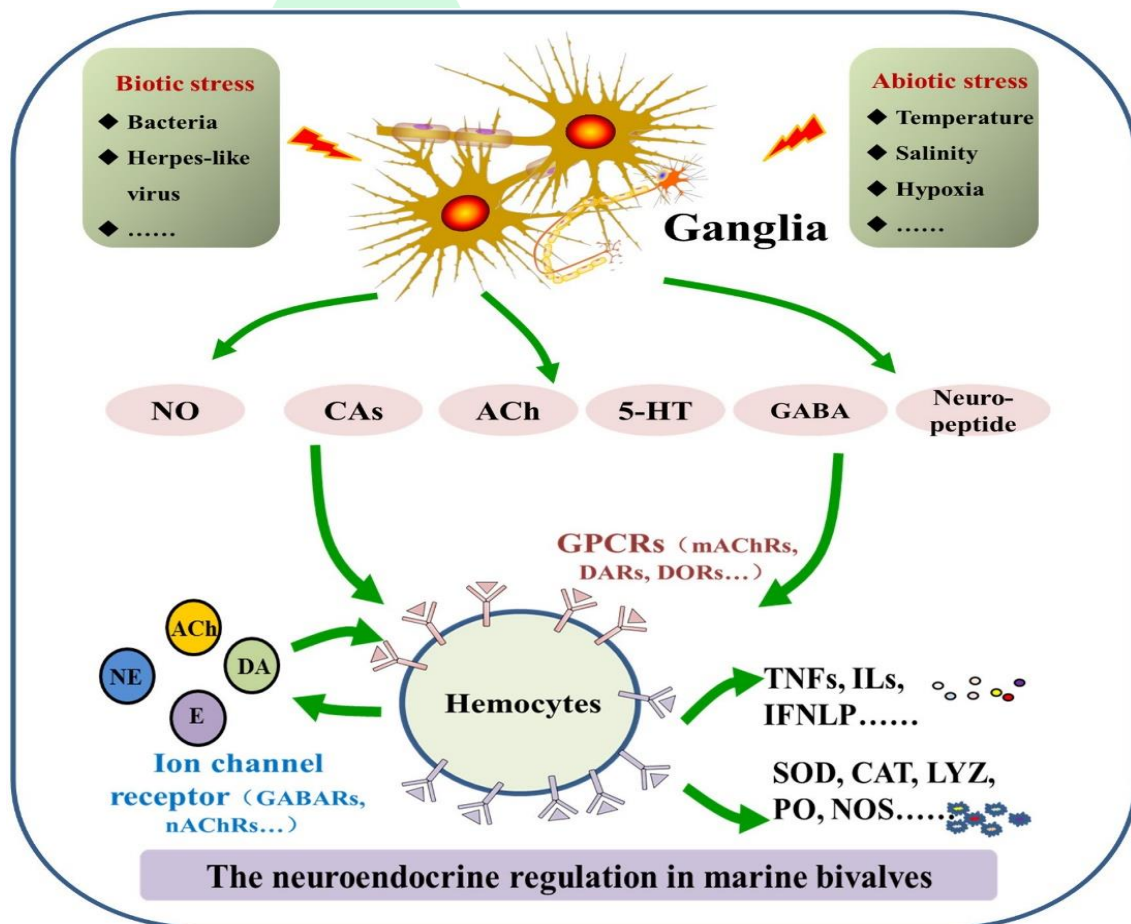 Biotic stress
◆ Bacteria
◆ Herpes-like
virus
◆ ......
Abiotic stress
◆ Temperature
◆ Salinity
◆ Hypoxia
◆ ......
Ganglia
NO
CAs
ACh
5-HT
GABA
Neuro-
peptide
GPCRs（mAChRs,
DARs, DORs...）
ACh
NE
DA
E
Hemocytes
TNFs, ILs,
IFNLP……
Ion channel
receptor（GABARs,
nAChRs...）
SOD, CAT, LYZ,
PO, NOS……
The neuroendocrine regulation in marine bivalves